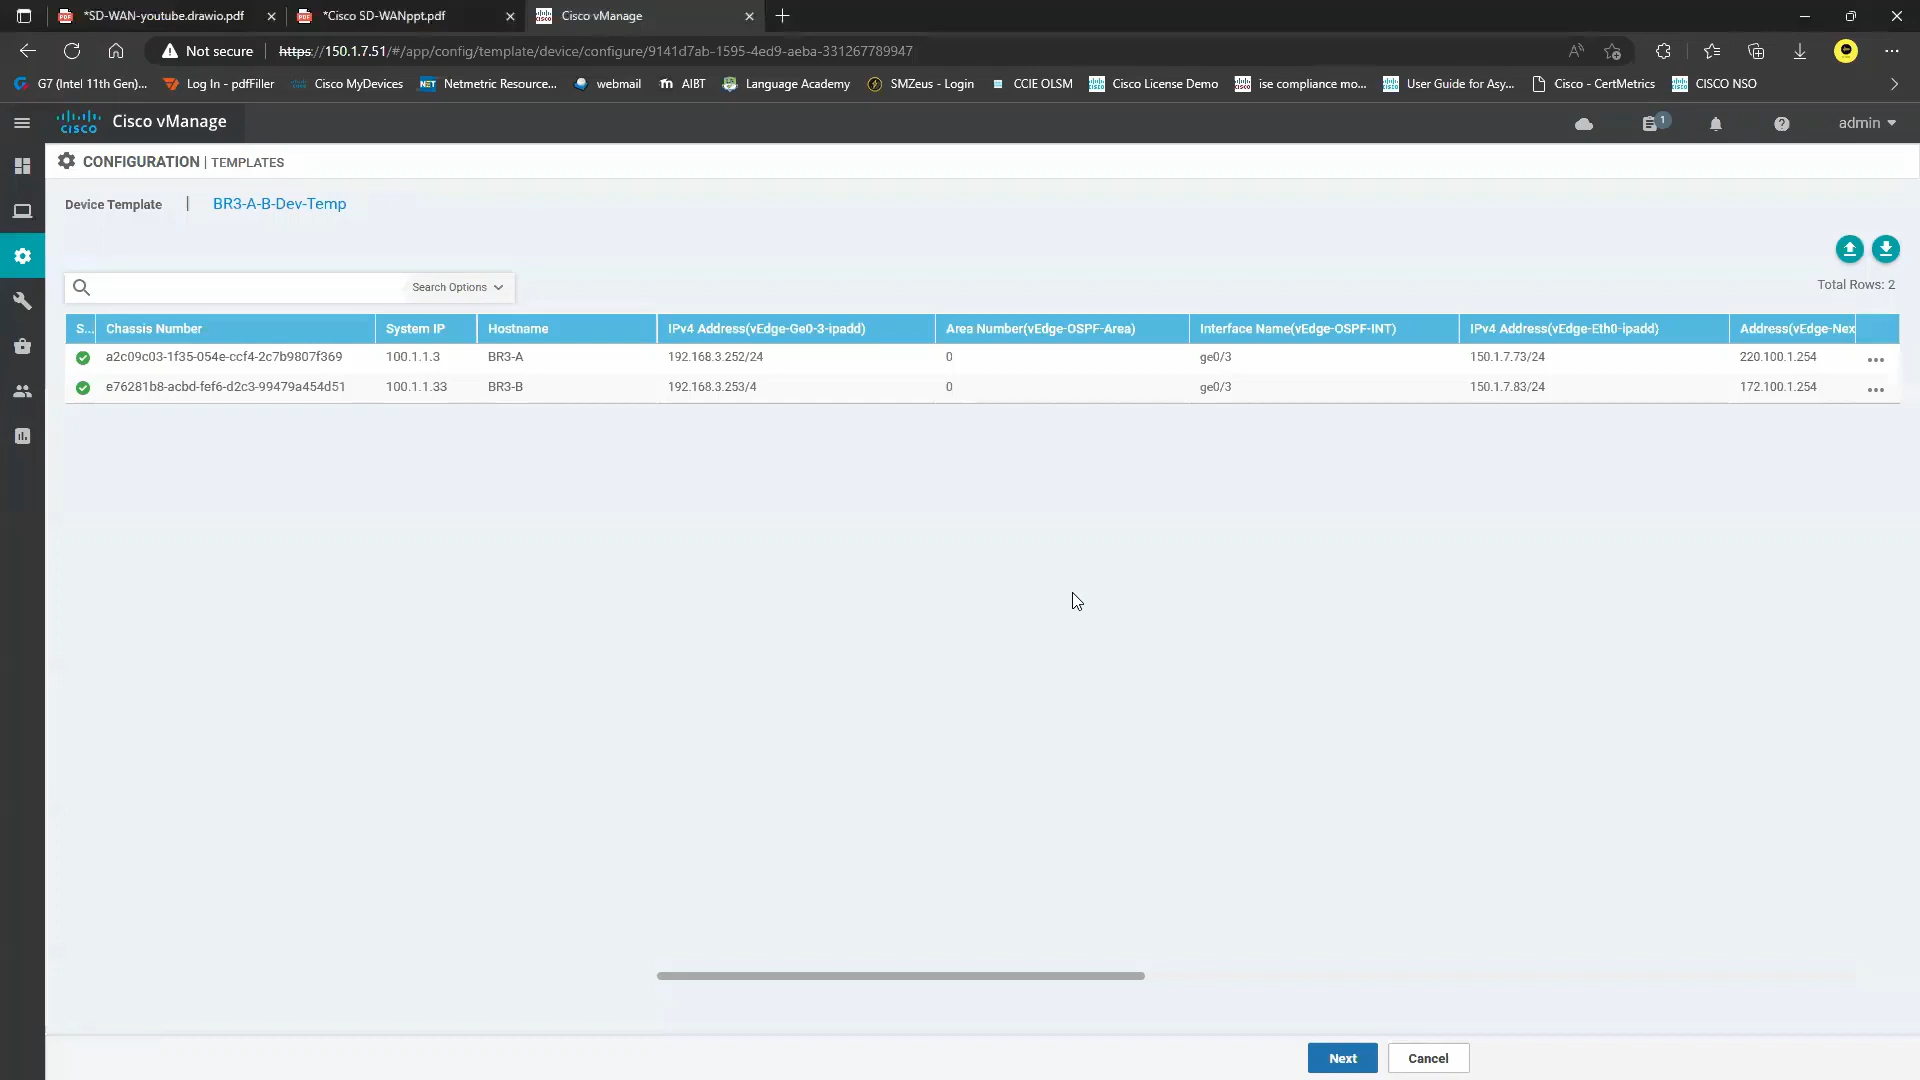 *SD-WAN-youtube.drawio.pdf
*Cisco SD-WANppt.pdf
Cisco vManage
Not secure
https://150.1.7.51/#/app/config/template/device/configure/9141d7ab-1595-4ed9-aeba-331267789947
G7 (Intel 11th Gen)...
Log In - pdfFiller
Cisco MyDevices
NET
Netmetric Resource...
webmail
AIBT
Language Academy
SMZeus - Login
CCIE OLSM
Cisco License Demo
ise compliance mo...
User Guide for Asy...
Cisco - CertMetrics
CISCO NSO
CISCO
Cisco vManage
1
admin
CONFIGURATION | TEMPLATES
Device Template | BR3-A-B-Dev-Temp
Search Options
Total Rows: 2
S... Chassis Number System IP Hostname IPv4 Address(vEdge-Ge0-3-ipadd) Area Number(vEdge-OSPF-Area) Interface Name(vEdge-OSPF-INT) IPv4 Address(vEdge-Eth0-ipadd) Address(vEdge-Nex
a2c09c03-1f35-054e-ccf4-2c7b9807f369 100.1.1.3 BR3-A 192.168.3.252/24 0 ge0/3 150.1.7.73/24 220.100.1.254 ...
e76281b8-acbd-fef6-d2c3-99479a454d51 100.1.1.33 BR3-B 192.168.3.253/4 0 ge0/3 150.1.7.83/24 172.100.1.254 ...
Next
Cancel